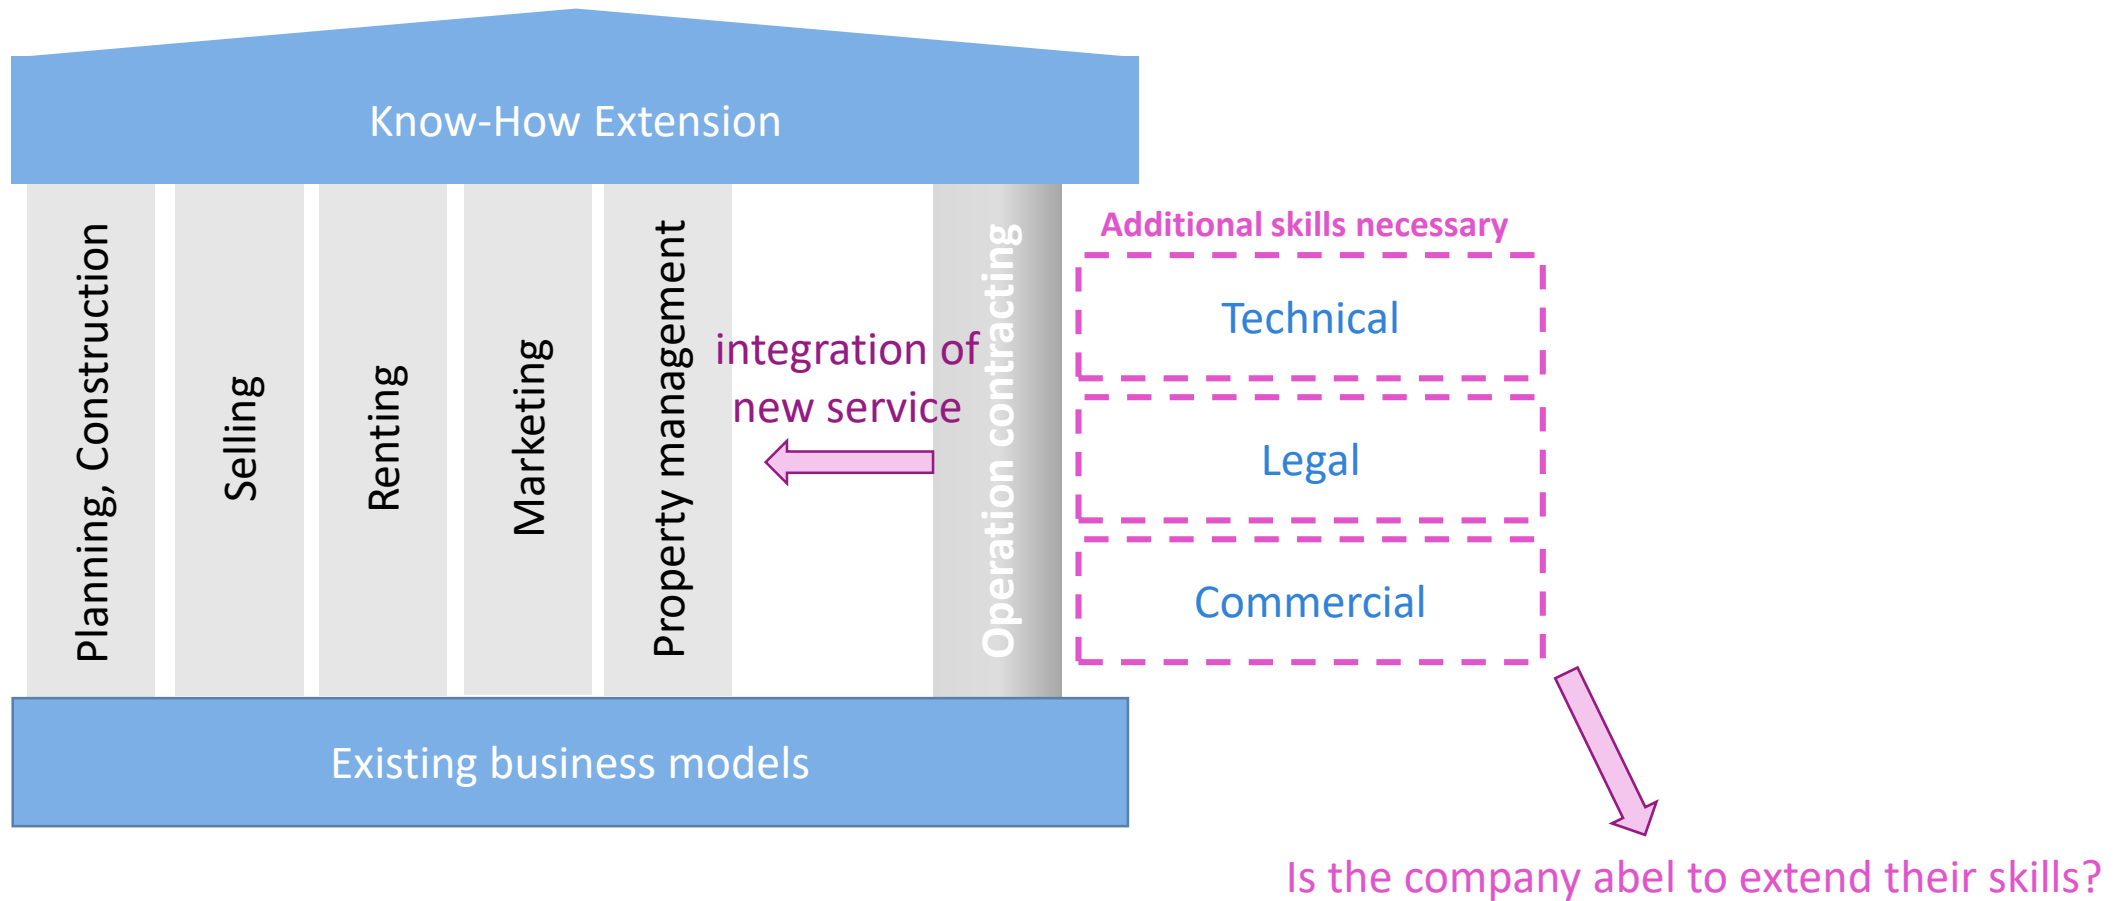 Know-How Extension
Planning, Construction
Selling
Renting
Marketing
Property management
integration of
new service
Operation contracting
Additional skills necessary
Technical
Legal
Commercial
Existing business models
Is the company abel to extend their skills?